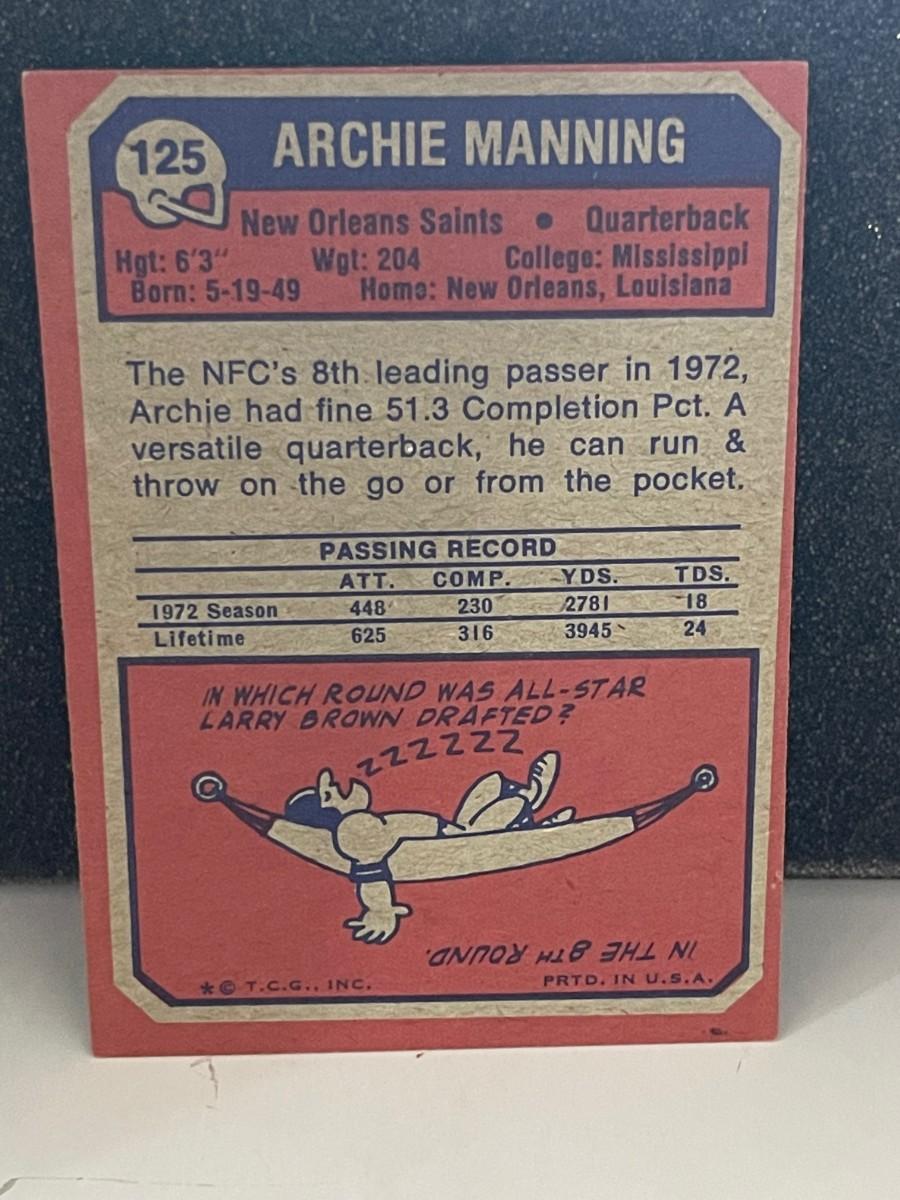 125
ARCHIE MANNING
New Orleans Saints • Quarterback
Hgt: 6'3" Wgt: 204 College: Mississippi
Born: 5-19-49 Home: New Orleans, Louisiana
The NFC's 8th leading passer in 1972,
Archie had fine 51.3 Completion Pct. A
versatile quarterback, he can run &
throw on the go or from the pocket.
PASSING RECORD
ATT. COMP. YDS. TDS.
1972 Season 448 230 2781 18
Lifetime 625 316 3945 24
IN WHICH ROUND WAS ALL-STAR
LARRY BROWN DRAFTED?
ZZZZZZZ
IN THE 8TH ROUND.
*© T.C.G., INC. PRTD. IN U.S.A.